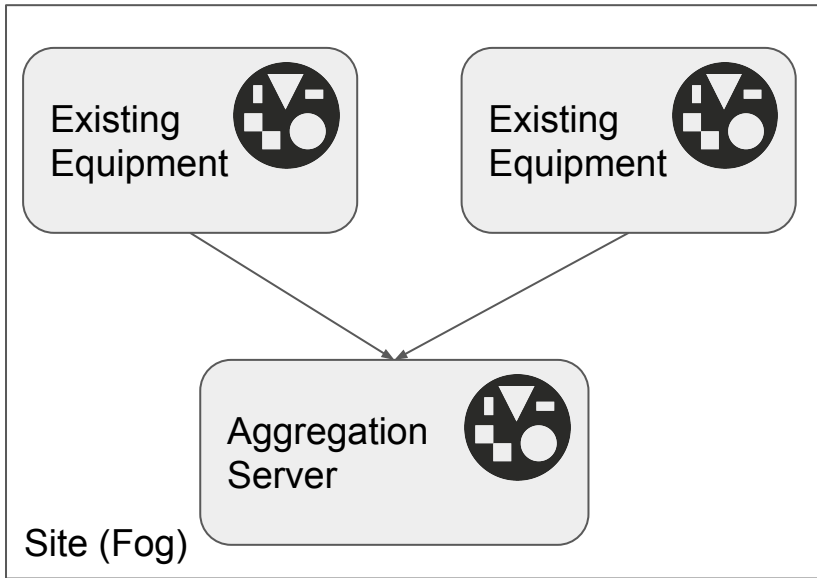 Existing
Equipment
Existing
Equipment
Aggregation
Server
Site (Fog)